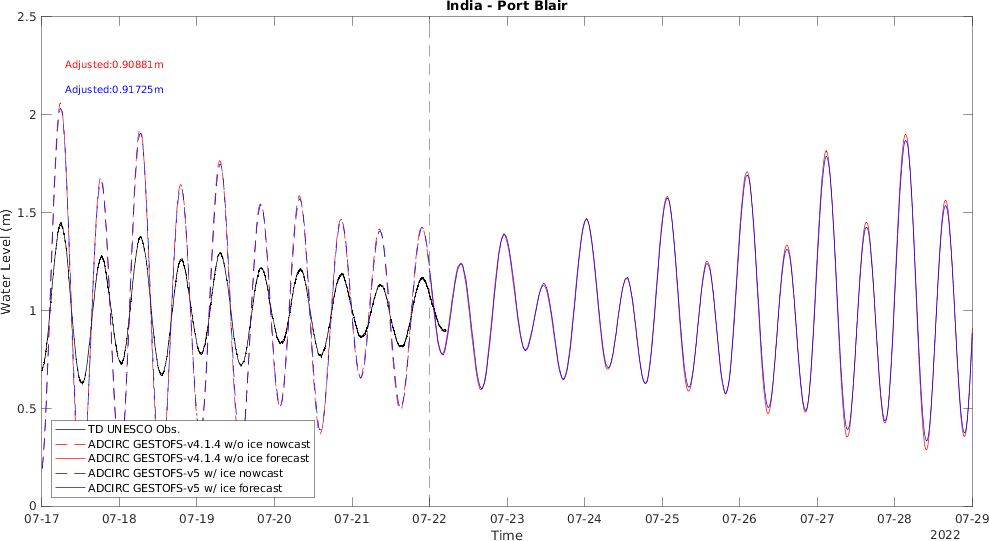 India - Port Blair
Adjusted:0.90881m
Adjusted:0.91725m
Water Level (m)
2.5
2
1.5
1
0.5
0
TD UNESCO Obs.
ADCIRC GESTOFS-v4.1.4 w/o ice nowcast
ADCIRC GESTOFS-v4.1.4 w/o ice forecast
ADCIRC GESTOFS-v5 w/ ice nowcast
ADCIRC GESTOFS-v5 w/ ice forecast
07-17 07-18 07-19 07-20 07-21 07-22 07-23 07-24 07-25 07-26 07-27 07-28 07-29
Time
2022